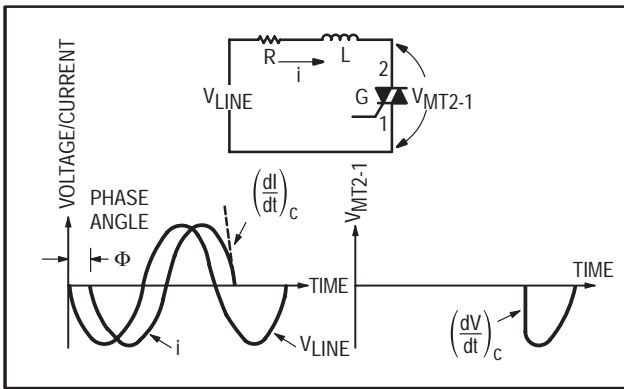 R
i
L
2
V_LINE
G
V_MT2-1
1
VOLTAGE/CURRENT
PHASE
ANGLE
Φ
(dI/dt)_c
TIME
i
V_LINE
V_MT2-1
TIME
(dV/dt)_c